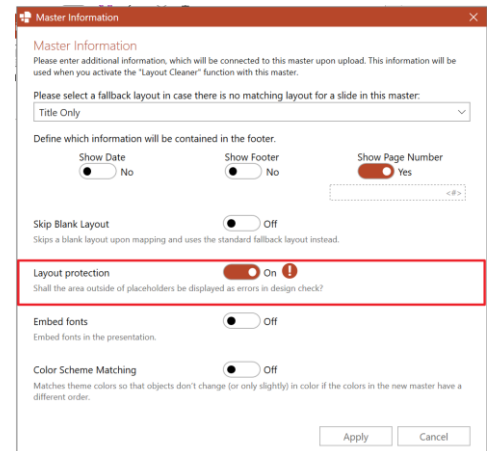 Master Information
Master Information
Please enter additional information, which will be connected to this master upon upload. This information will be
used when you activate the "Layout Cleaner" function with this master.
Please select a fallback layout in case there is no matching layout for a slide in this master:
Title Only
Define which information will be contained in the footer.
Show Date Show Footer Show Page Number
No No Yes
<#>
Skip Blank Layout Off
Skips a blank layout upon mapping and uses the standard fallback layout instead.
Layout protection On !
Shall the area outside of placeholders be displayed as errors in design check?
Embed fonts Off
Embed fonts in the presentation.
Color Scheme Matching Off
Matches theme colors so that objects don't change (or only slightly) in color if the colors in the new master have a
different order.
Apply Cancel